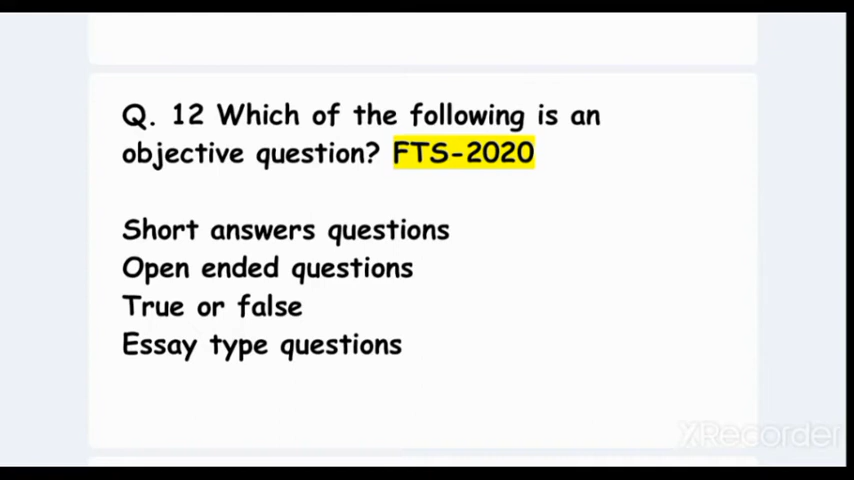 Q. 12 Which of the following is an
objective question? FTS-2020
Short answers questions
Open ended questions
True or false
Essay type questions
XRecorder